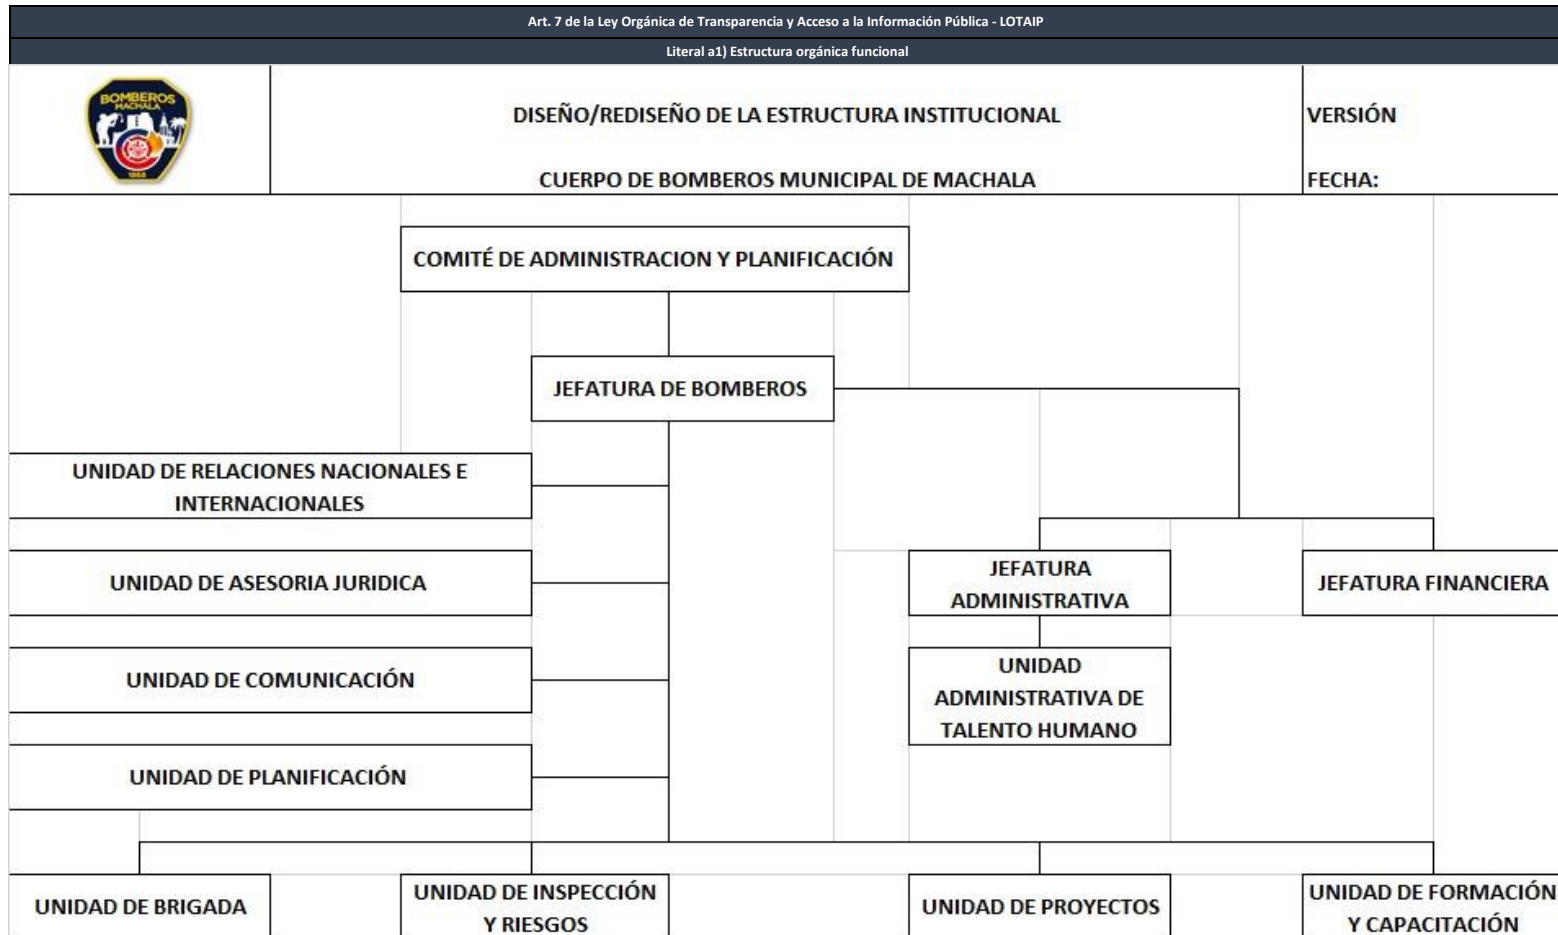 Art. 7 de la Ley Orgánica de Transparencia y Acceso a la Información Pública - LOTAIP
Literal a1) Estructura orgánica funcional
BOMBEROS
MACHALA
1868
DISEÑO/REDISEÑO DE LA ESTRUCTURA INSTITUCIONAL
CUERPO DE BOMBEROS MUNICIPAL DE MACHALA
VERSIÓN
FECHA:
COMITÉ DE ADMINISTRACION Y PLANIFICACIÓN
JEFATURA DE BOMBEROS
UNIDAD DE RELACIONES NACIONALES E
INTERNACIONALES
UNIDAD DE ASESORIA JURIDICA
JEFATURA
ADMINISTRATIVA
JEFATURA FINANCIERA
UNIDAD DE COMUNICACIÓN
UNIDAD
ADMINISTRATIVA DE
TALENTO HUMANO
UNIDAD DE PLANIFICACIÓN
UNIDAD DE BRIGADA
UNIDAD DE INSPECCIÓN
Y RIESGOS
UNIDAD DE PROYECTOS
UNIDAD DE FORMACIÓN
Y CAPACITACIÓN